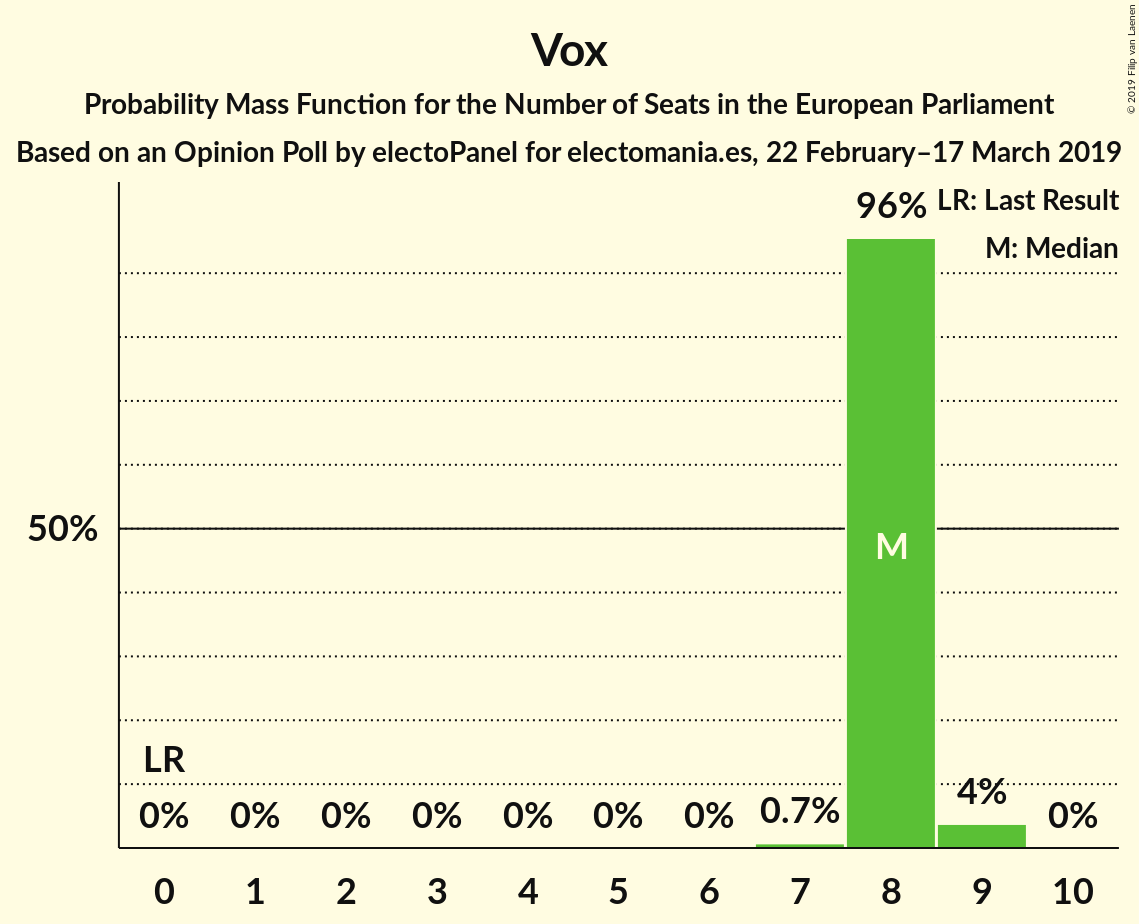 Vox
Probability Mass Function for the Number of Seats in the European Parliament
Based on an Opinion Poll by electoPanel for electomania.es, 22 February–17 March 2019
© 2019 Filip van Laenen
96%
LR: Last Result
M: Median
50%
M
LR
0% 0% 0% 0% 0% 0% 0% 0.7% 4% 0%
0 1 2 3 4 5 6 7 8 9 10